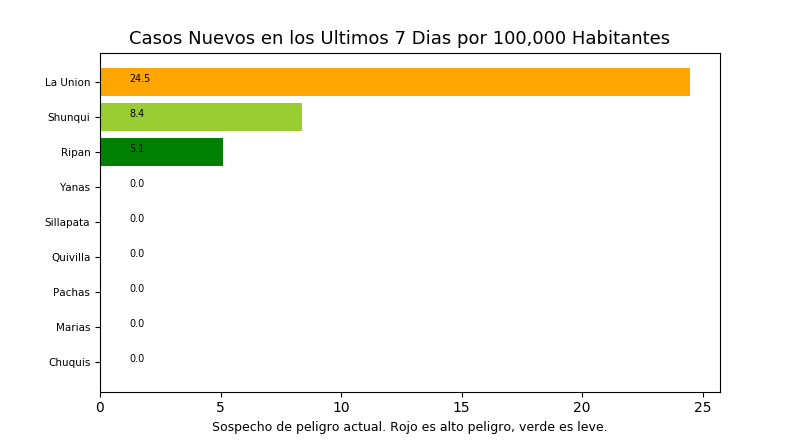 Casos Nuevos en los Ultimos 7 Dias por 100,000 Habitantes
La Union 24.5
Shunqui 8.4
Ripan 5.1
Yanas 0.0
Sillapata 0.0
Quivilla 0.0
Pachas 0.0
Marias 0.0
Chuquis 0.0
0 5 10 15 20 25
Sospecho de peligro actual. Rojo es alto peligro, verde es leve.